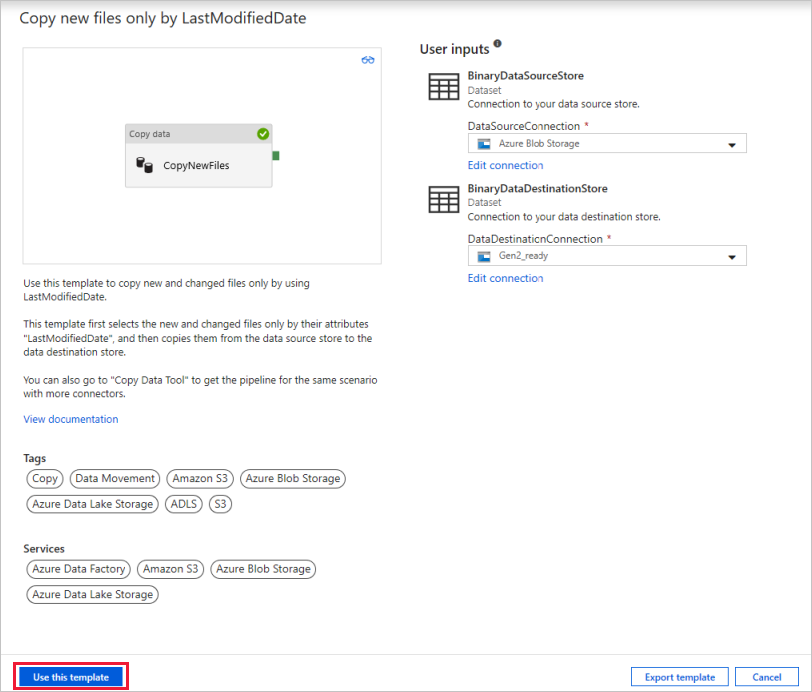 Copy new files only by LastModifiedDate
Copy data
CopyNewFiles
Use this template to copy new and changed files only by using
LastModifiedDate.
This template first selects the new and changed files only by their attributes
"LastModifiedDate", and then copies them from the data source store to the
data destination store.
You can also go to "Copy Data Tool" to get the pipeline for the same scenario
with more connectors.
View documentation
Tags
Copy Data Movement Amazon S3 Azure Blob Storage
Azure Data Lake Storage ADLS S3
Services
Azure Data Factory Amazon S3 Azure Blob Storage
Azure Data Lake Storage
User inputs
BinaryDataSourceStore
Dataset
Connection to your data source store.
DataSourceConnection *
Azure Blob Storage
Edit connection
BinaryDataDestinationStore
Dataset
Connection to your data destination store.
DataDestinationConnection *
Gen2_ready
Edit connection
Use this template Export template Cancel